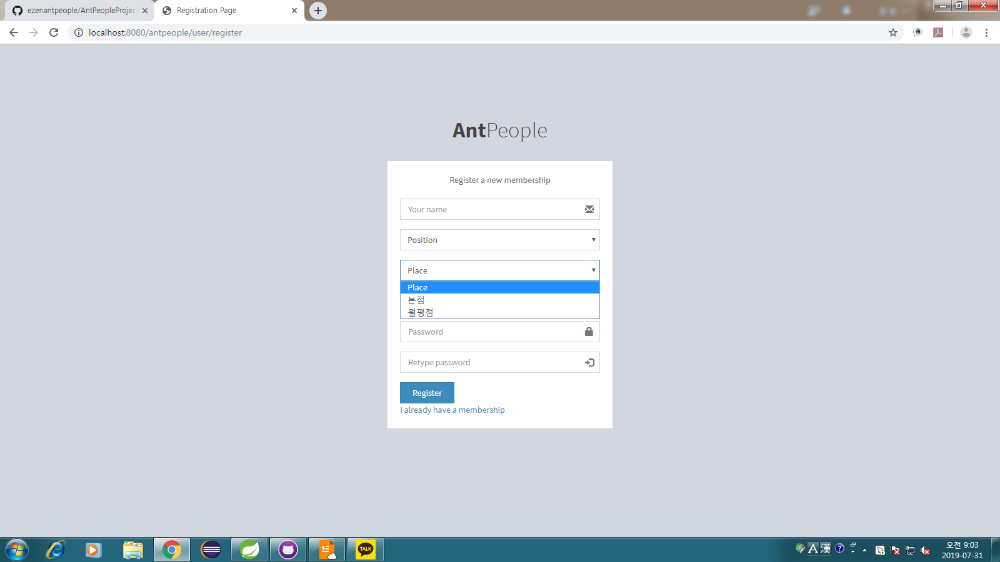 ezenantpeople/AntPeopleProjec
Registration Page
localhost:8080/antpeople/user/register
AntPeople
Register a new membership
Your name
Position
Place
Place
본점
월평점
Password
Retype password
Register
I already have a membership
TALK
A 漢
오전 9:03
2019-07-31